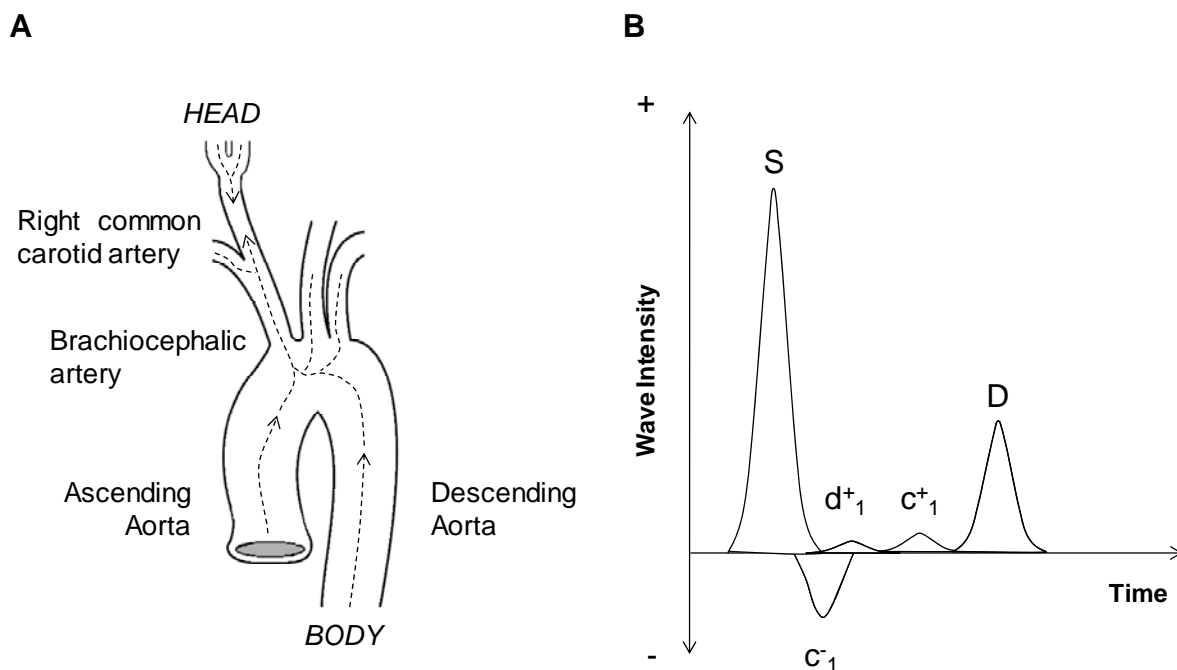 A
HEAD
Right common
carotid artery
Brachiocephalic
artery
Ascending
Aorta
Descending
Aorta
BODY
B
+
S
D
d⁺₁
c⁺₁
Wave Intensity
Time
-
c⁻₁